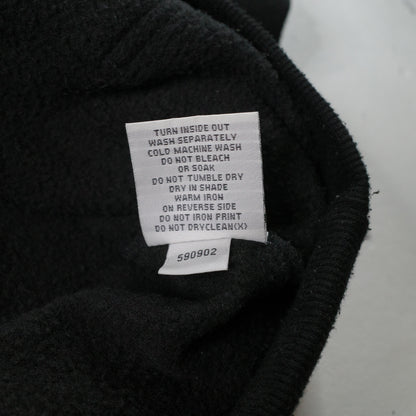 TURN INSIDE OUT
WASH SEPARATELY
COLD MACHINE WASH
DO NOT BLEACH
OR SOAK
DO NOT TUMBLE DRY
DRY IN SHADE
WARM IRON
ON REVERSE SIDE
DO NOT IRON PRINT
DO NOT DRYCLEAN(X)
590902